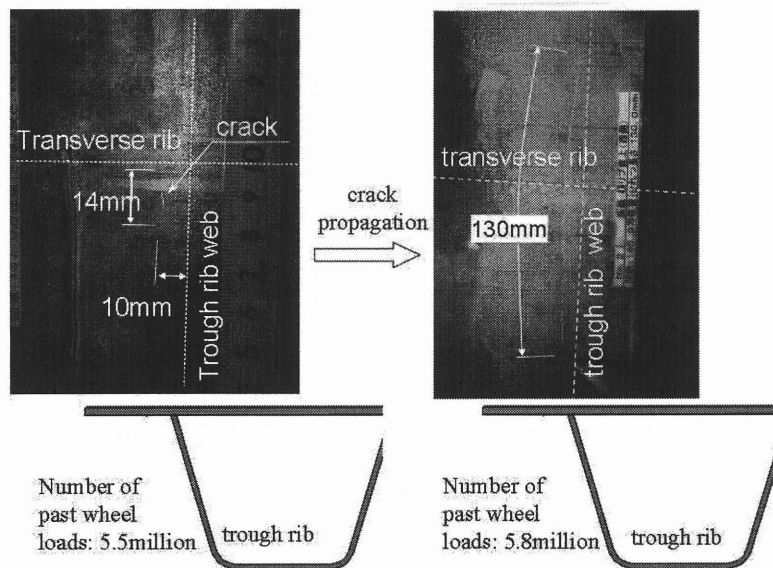 Transverse rib
crack
14mm
10mm
Trough rib web
crack
propagation
transverse rib
130mm
trough rib web
Number of
past wheel
loads: 5.5million
trough rib
Number of
past wheel
loads: 5.8million
trough rib